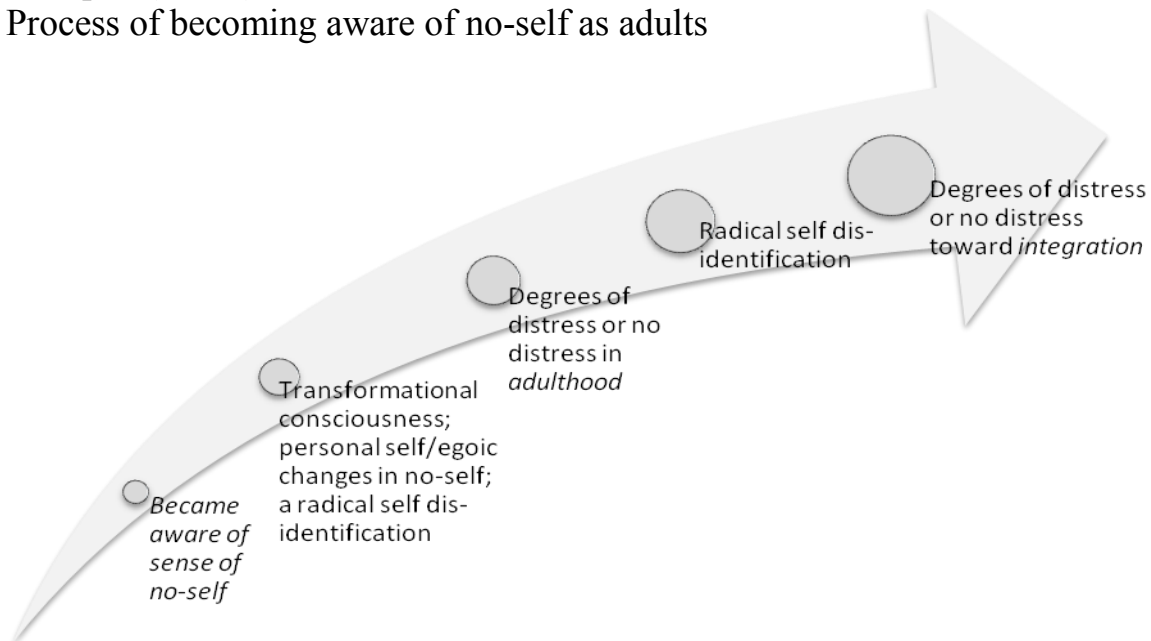 Process of becoming aware of no-self as adults
Became
aware of
sense of
no-self
Transformational
consciousness;
personal self/egoic
changes in no-self;
a radical self dis-
identification
Degrees of
distress or no
distress in
adulthood
Radical self dis-
identification
Degrees of distress
or no distress
toward integration